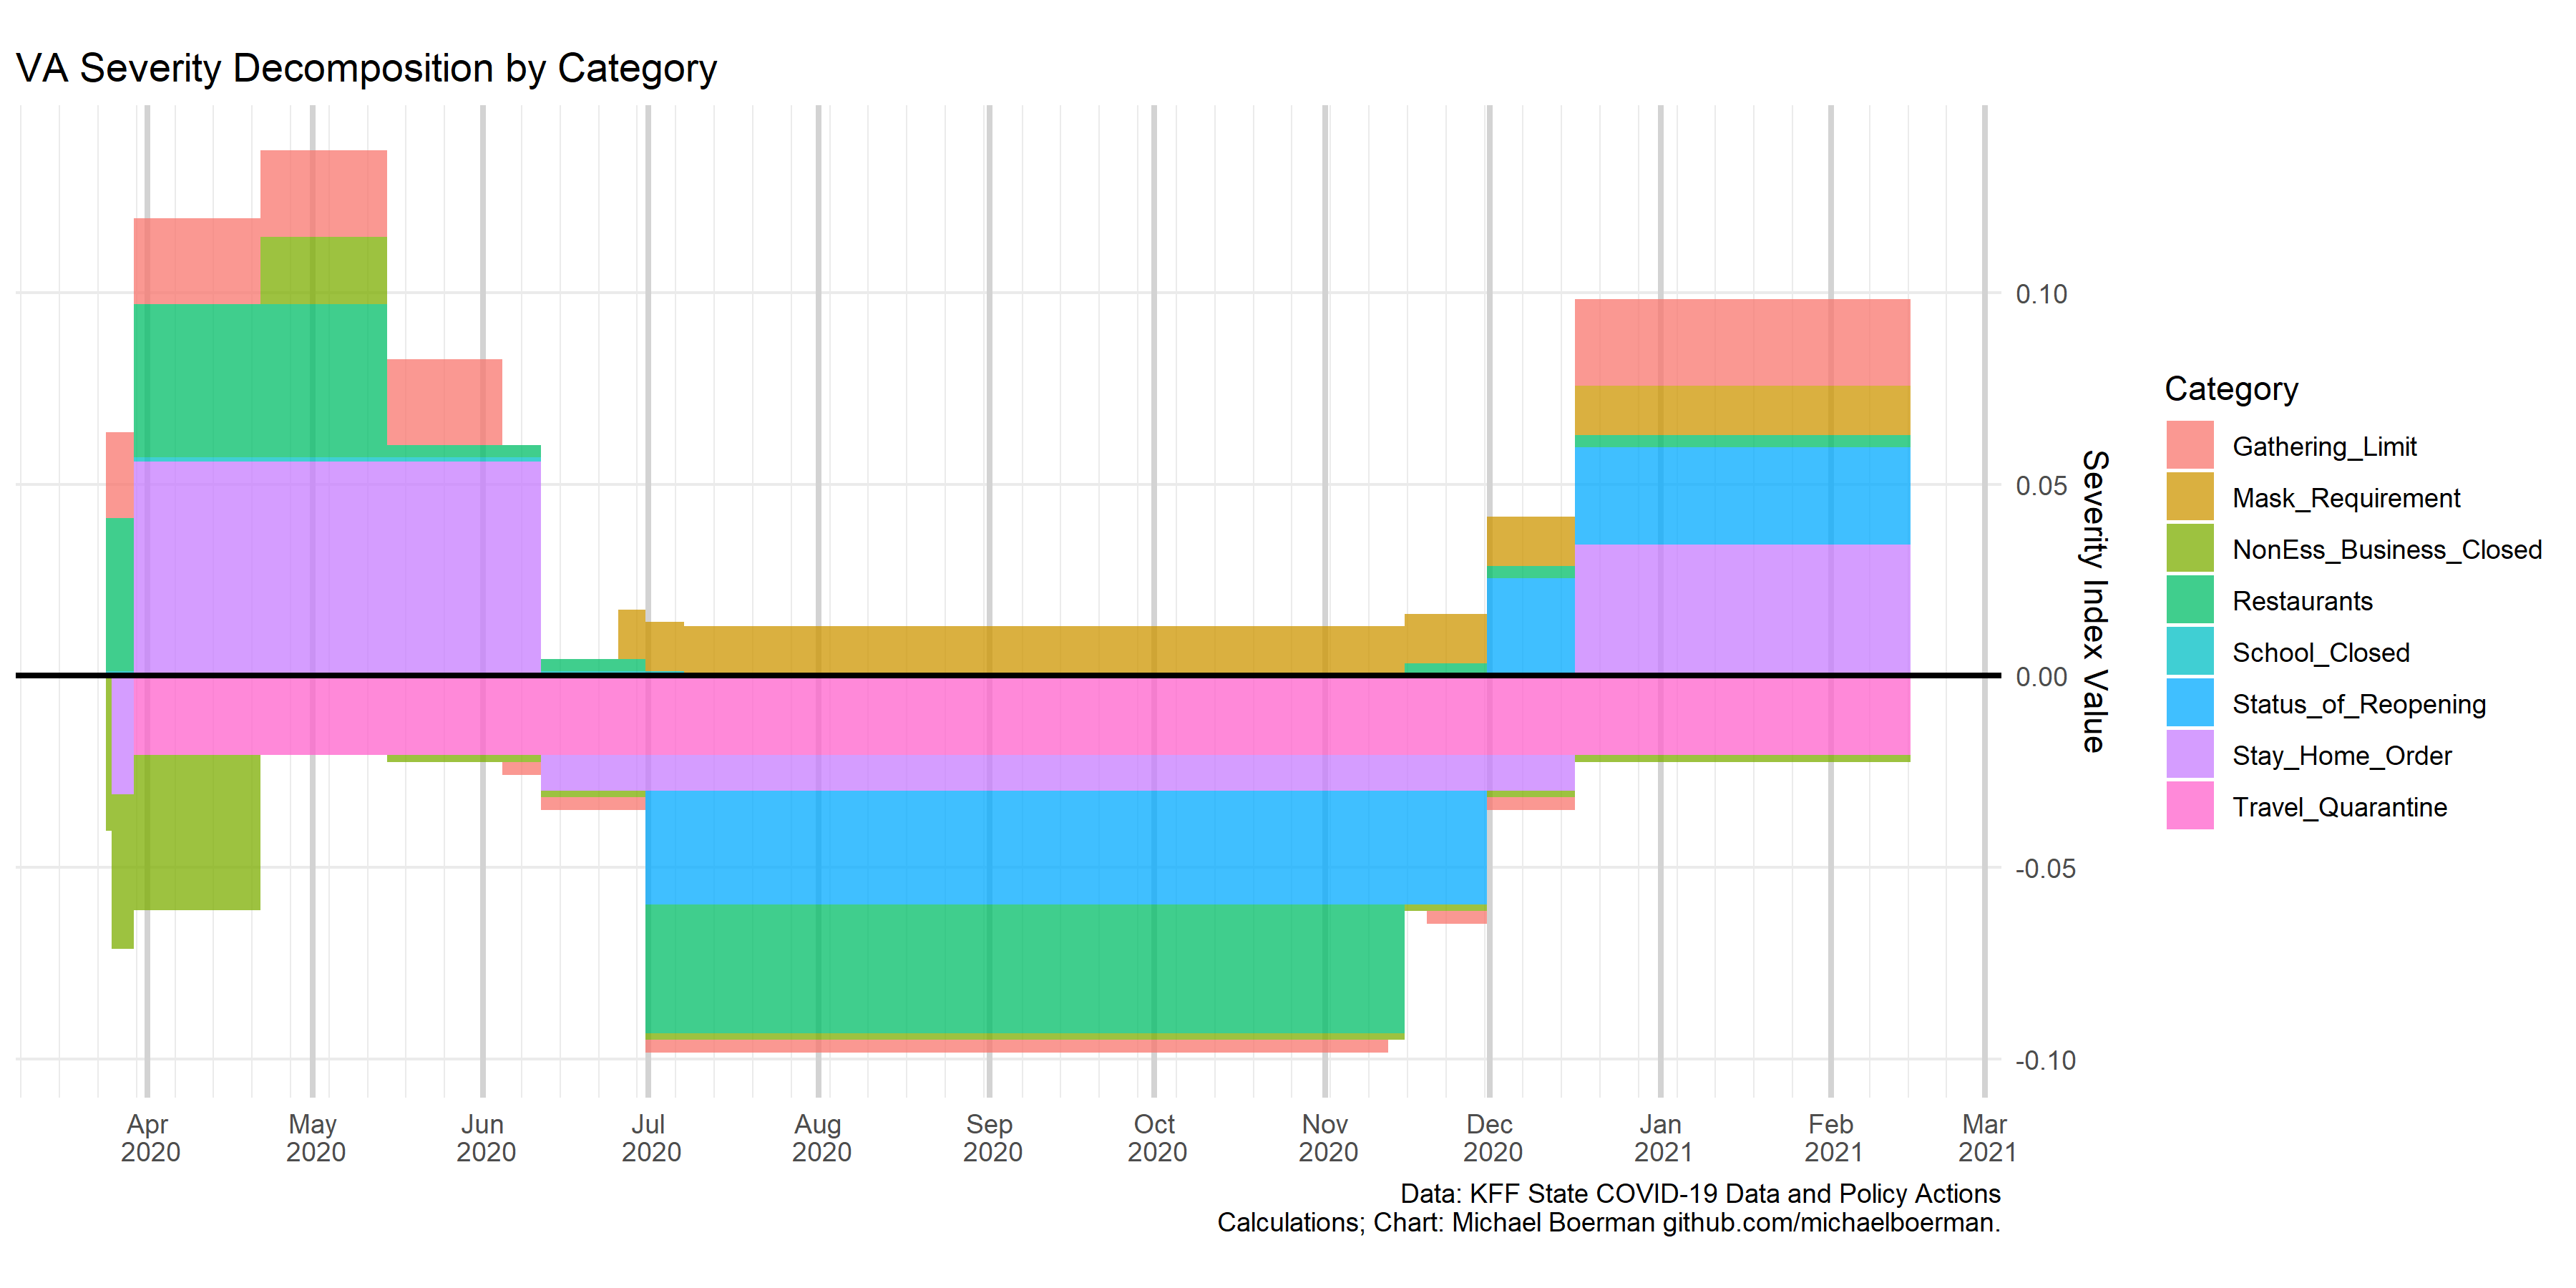 VA Severity Decomposition by Category
0.10
0.05
0.00
-0.05
-0.10
Severity Index Value
Apr
2020
May
2020
Jun
2020
Jul
2020
Aug
2020
Sep
2020
Oct
2020
Nov
2020
Dec
2020
Jan
2021
Feb
2021
Mar
2021
Category
Gathering_Limit
Mask_Requirement
NonEss_Business_Closed
Restaurants
School_Closed
Status_of_Reopening
Stay_Home_Order
Travel_Quarantine
Data: KFF State COVID-19 Data and Policy Actions
Calculations; Chart: Michael Boerman github.com/michaelboerman.